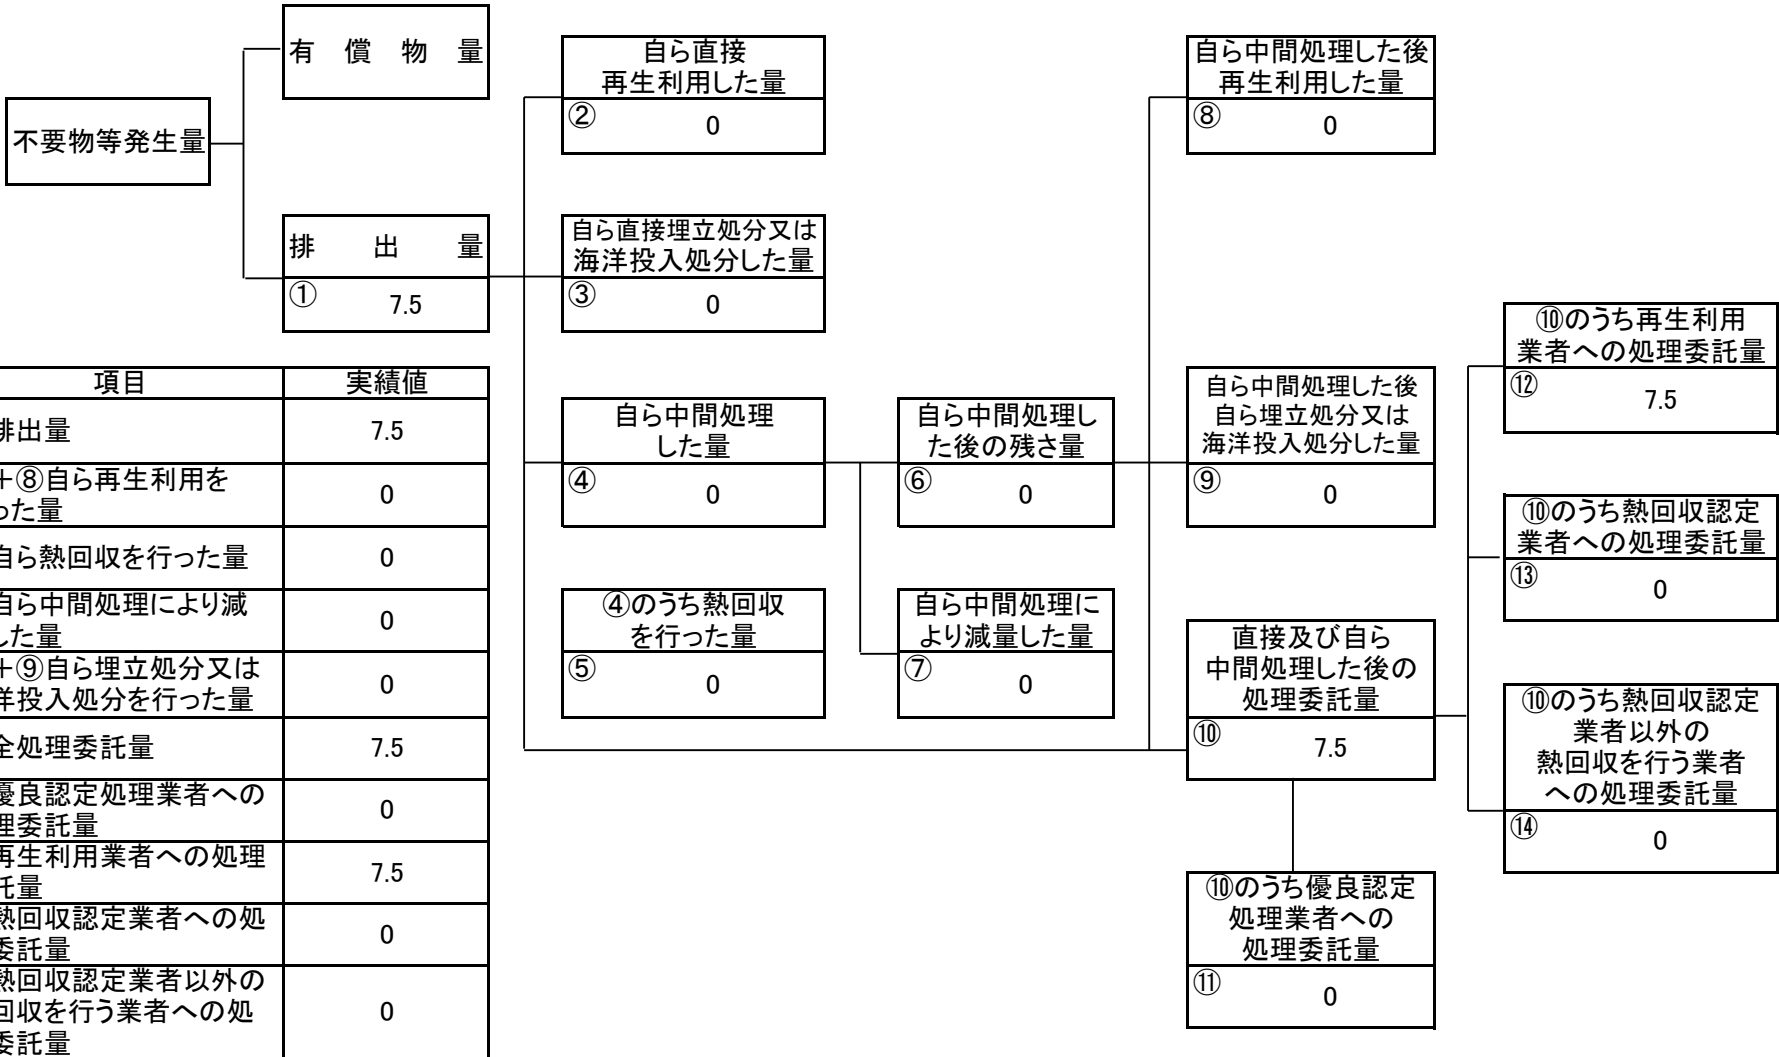 有　償　物　量
不要物等発生量
排　出　量
① 7.5
自ら直接
再生利用した量
② 0
自ら直接埋立処分又は
海洋投入処分した量
③ 0
自ら中間処理
した量
④ 0
④のうち熱回収
を行った量
⑤ 0
自ら中間処理し
た後の残さ量
⑥ 0
自ら中間処理に
より減量した量
⑦ 0
自ら中間処理した後
再生利用した量
⑧ 0
自ら中間処理した後
自ら埋立処分又は
海洋投入処分した量
⑨ 0
直接及び自ら
中間処理した後の
処理委託量
⑩ 7.5
⑩のうち優良認定
処理業者への
処理委託量
⑪ 0
⑩のうち再生利用
業者への処理委託量
⑫ 7.5
⑩のうち熱回収認定
業者への処理委託量
⑬ 0
⑩のうち熱回収認定
業者以外の
熱回収を行う業者
への処理委託量
⑭ 0
項目 実績値
排出量 7.5
+⑧自ら再生利用を
った量 0
自ら熱回収を行った量 0
自ら中間処理により減
した量 0
+⑨自ら埋立処分又は
洋投入処分を行った量 0
全処理委託量 7.5
優良認定処理業者への
理委託量 0
再生利用業者への処理
託量 7.5
熱回収認定業者への処
委託量 0
熱回収認定業者以外の
回収を行う業者への処
委託量 0